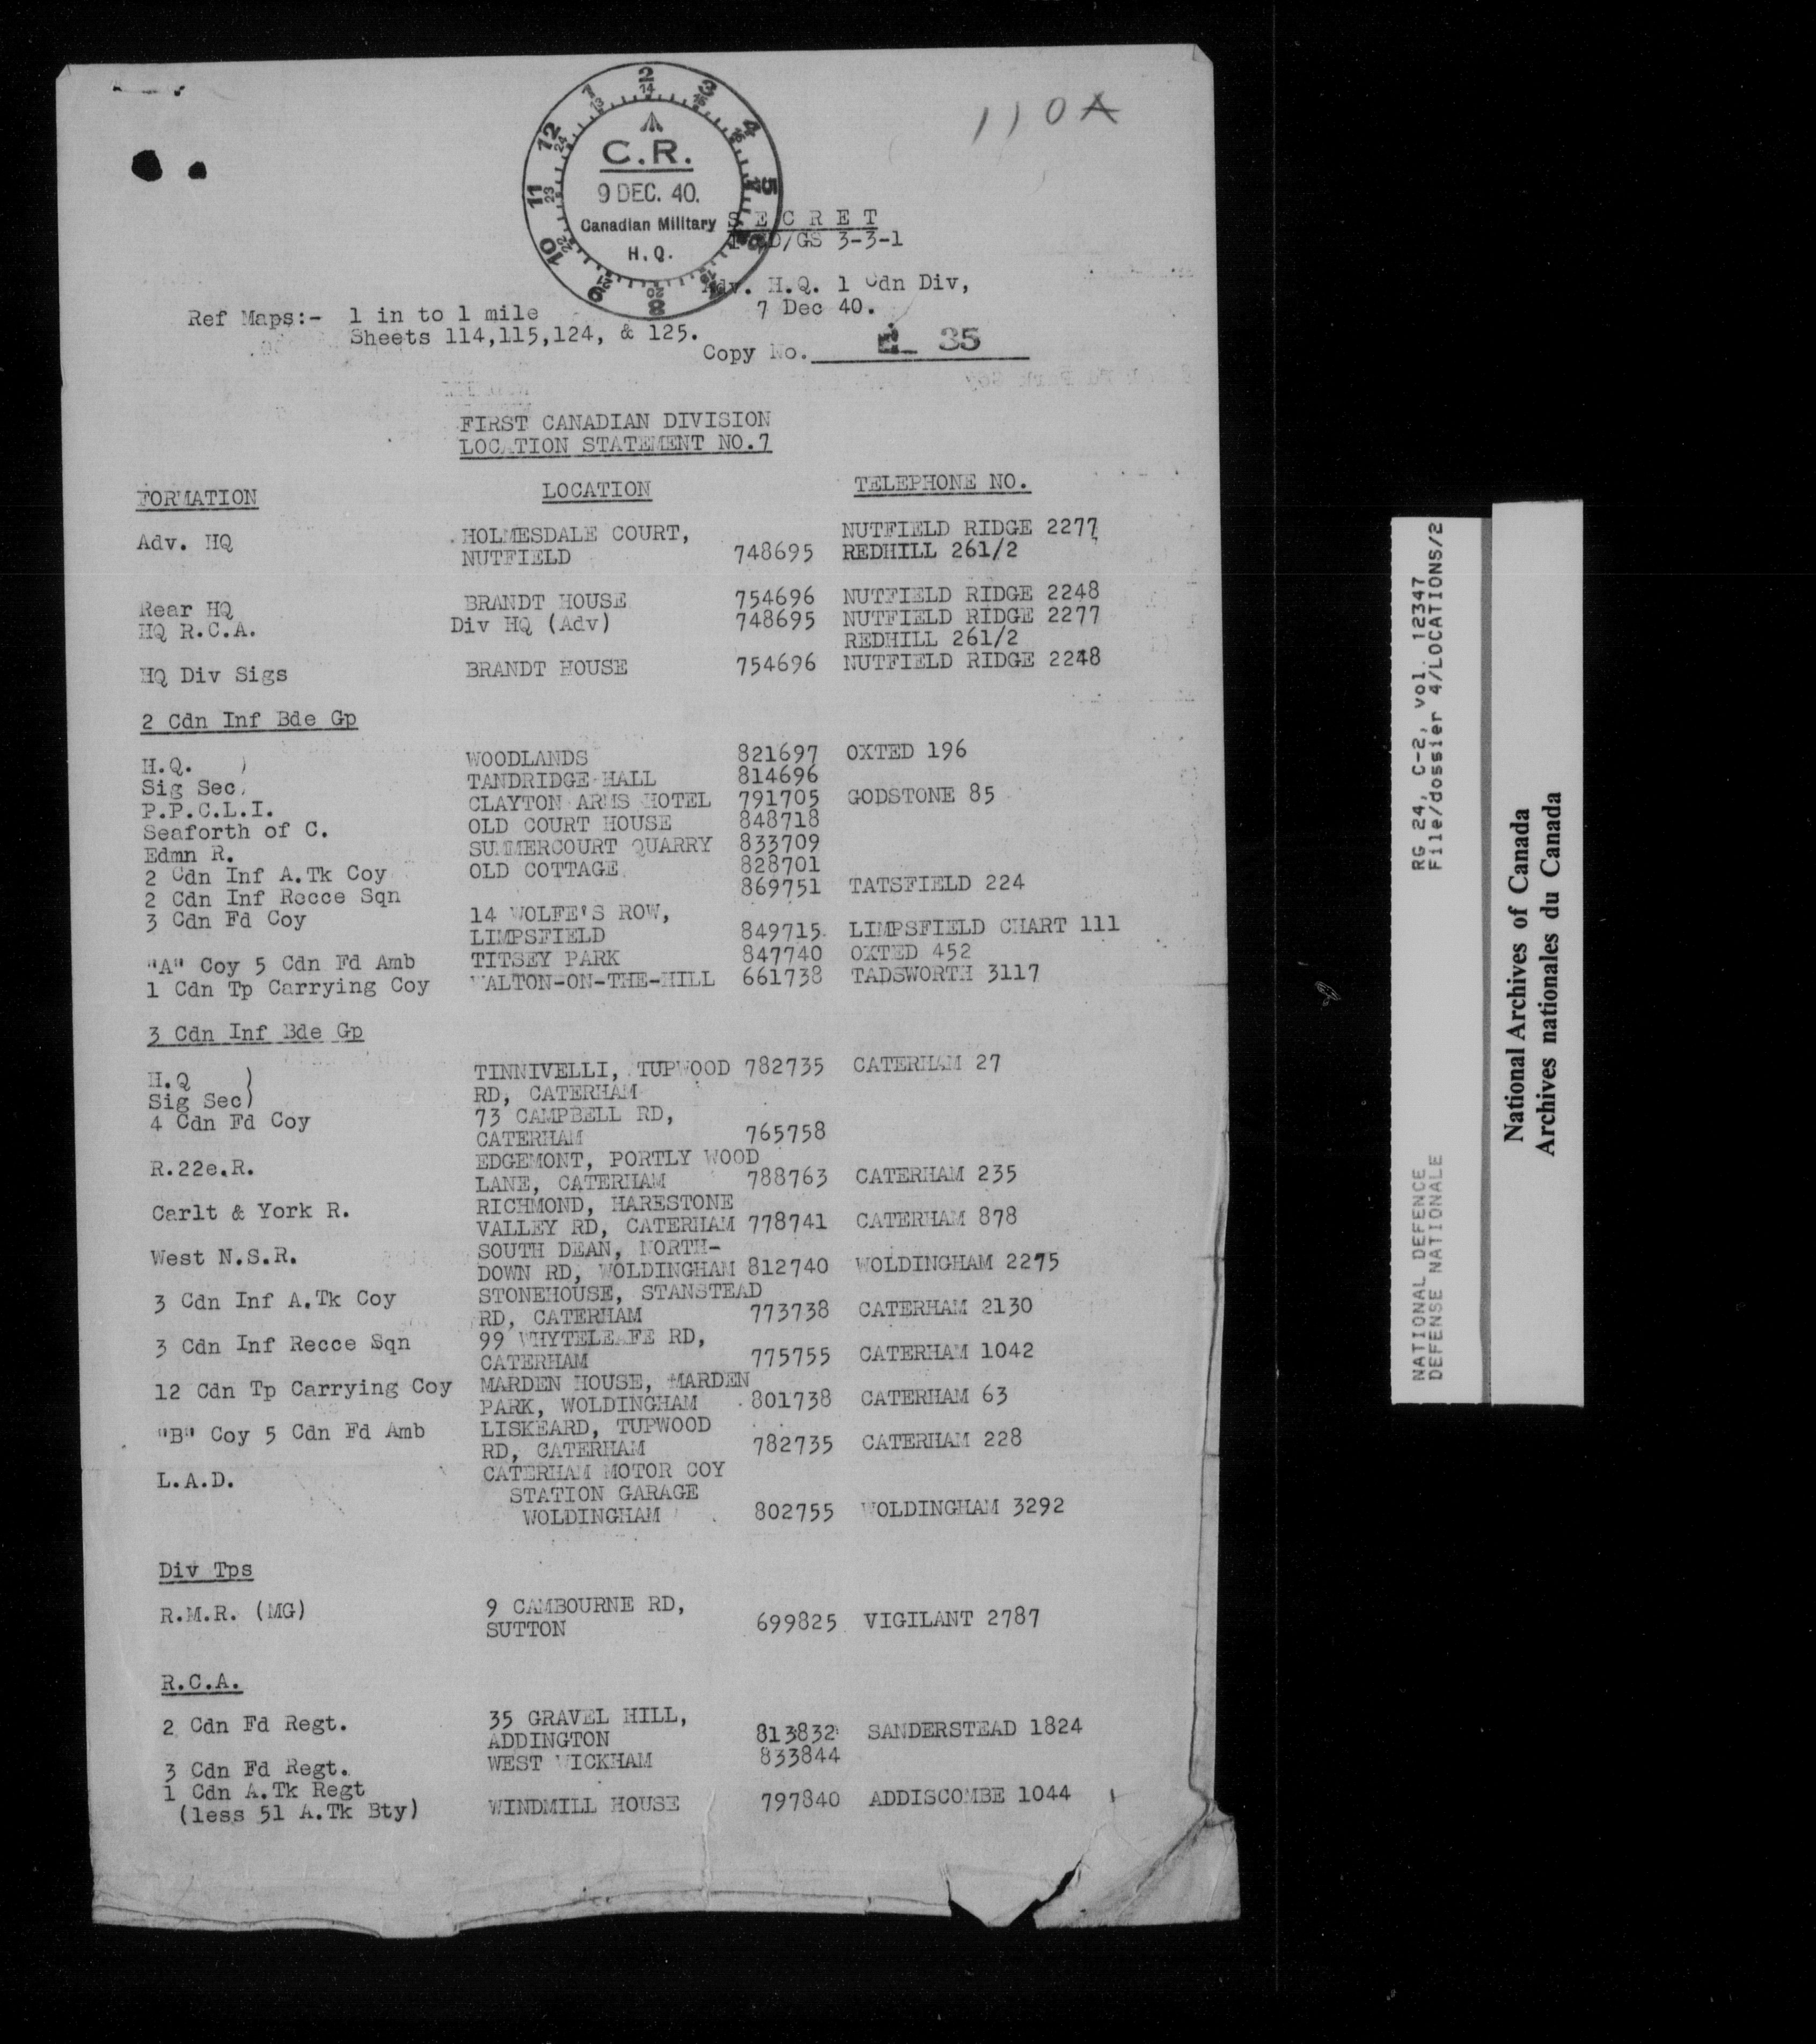 110A
C.R.
9 DEC. 40.
Canadian Military
H.Q.
SECRET
/GS 3-3-1
Adv. H.Q. 1 Cdn Div,
7 Dec 40.
Ref Maps:- 1 in to 1 mile
Sheets 114,115,124, & 125.
Copy No. 35
FIRST CANADIAN DIVISION
LOCATION STATEMENT NO.7
FORMATION LOCATION TELEPHONE NO.
Adv. HQ HOLMESDALE COURT, NUTFIELD RIDGE 2277
NUTFIELD 748695 REDHILL 261/2
Rear HQ BRANDT HOUSE 754696 NUTFIELD RIDGE 2248
HQ R.C.A. Div HQ (Adv) 748695 NUTFIELD RIDGE 2277
REDHILL 261/2
HQ Div Sigs BRANDT HOUSE 754696 NUTFIELD RIDGE 2248
2 Cdn Inf Bde Gp
H.Q. ) WOODLANDS 821697 OXTED 196
Sig Sec) TANDRIDGE HALL 814696
P.P.C.L.I. CLAYTON ARMS HOTEL 791705 GODSTONE 85
Seaforth of C. OLD COURT HOUSE 848718
Edmn R. SUMMERCOURT QUARRY 833709
2 Cdn Inf A.Tk Coy OLD COTTAGE 828701
2 Cdn Inf Recce Sqn 869751 TATSFIELD 224
3 Cdn Fd Coy 14 WOLFE'S ROW,
LIMPSFIELD 849715 LIMPSFIELD CHART 111
"A" Coy 5 Cdn Fd Amb TITSEY PARK 847740 OXTED 452
1 Cdn Tp Carrying Coy WALTON-ON-THE-HILL 661738 TADSWORTH 3117
3 Cdn Inf Bde Gp
H.Q ) TINNIVELLI, TUPWOOD 782735 CATERHAM 27
Sig Sec) RD, CATERHAM
4 Cdn Fd Coy 73 CAMPBELL RD,
CATERHAM 765758
R.22e.R. EDGEMONT, PORTLY WOOD
LANE, CATERHAM 788763 CATERHAM 235
Carlt & York R. RICHMOND, HARESTONE
VALLEY RD, CATERHAM 778741 CATERHAM 878
West N.S.R. SOUTH DEAN, NORTH-
DOWN RD, WOLDINGHAM 812740 WOLDINGHAM 2275
3 Cdn Inf A.Tk Coy STONEHOUSE, STANSTEAD
RD, CATERHAM 773738 CATERHAM 2130
3 Cdn Inf Recce Sqn 99 WHYTELEAFE RD,
CATERHAM 775755 CATERHAM 1042
12 Cdn Tp Carrying Coy MARDEN HOUSE, MARDEN
PARK, WOLDINGHAM 801738 CATERHAM 63
"B" Coy 5 Cdn Fd Amb LISKEARD, TUPWOOD
RD, CATERHAM 782735 CATERHAM 228
L.A.D. CATERHAM MOTOR COY
STATION GARAGE
WOLDINGHAM 802755 WOLDINGHAM 3292
Div Tps
R.M.R. (MG) 9 CAMBOURNE RD,
SUTTON 699825 VIGILANT 2787
R.C.A.
2 Cdn Fd Regt. 35 GRAVEL HILL,
ADDINGTON 813832 SANDERSTEAD 1824
3 Cdn Fd Regt. WEST WICKHAM 833844
1 Cdn A.Tk Regt
(less 51 A.Tk Bty) WINDMILL HOUSE 797840 ADDISCOMBE 1044
NATIONAL DEFENCE RG 24, C-2, vol. 12347
DEFENSE NATIONALE File/dossier 4/LOCATIONS/2
National Archives of Canada
Archives nationales du Canada